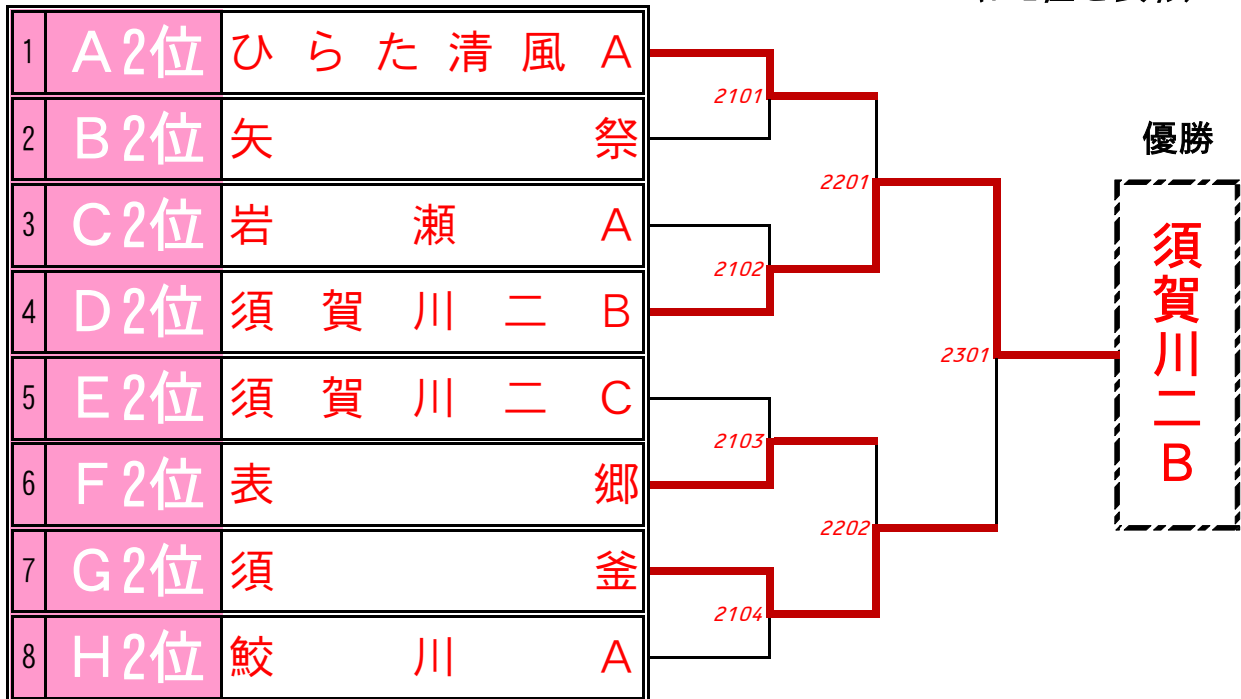 1 A2位 ひらた清風A
2 B2位 矢祭
3 C2位 岩瀬A
4 D2位 須賀川二B
5 E2位 須賀川二C
6 F2位 表郷
7 G2位 須釜
8 H2位 鮫川A
2101
2102
2103
2104
2201
2202
2301
優勝
須賀川二B